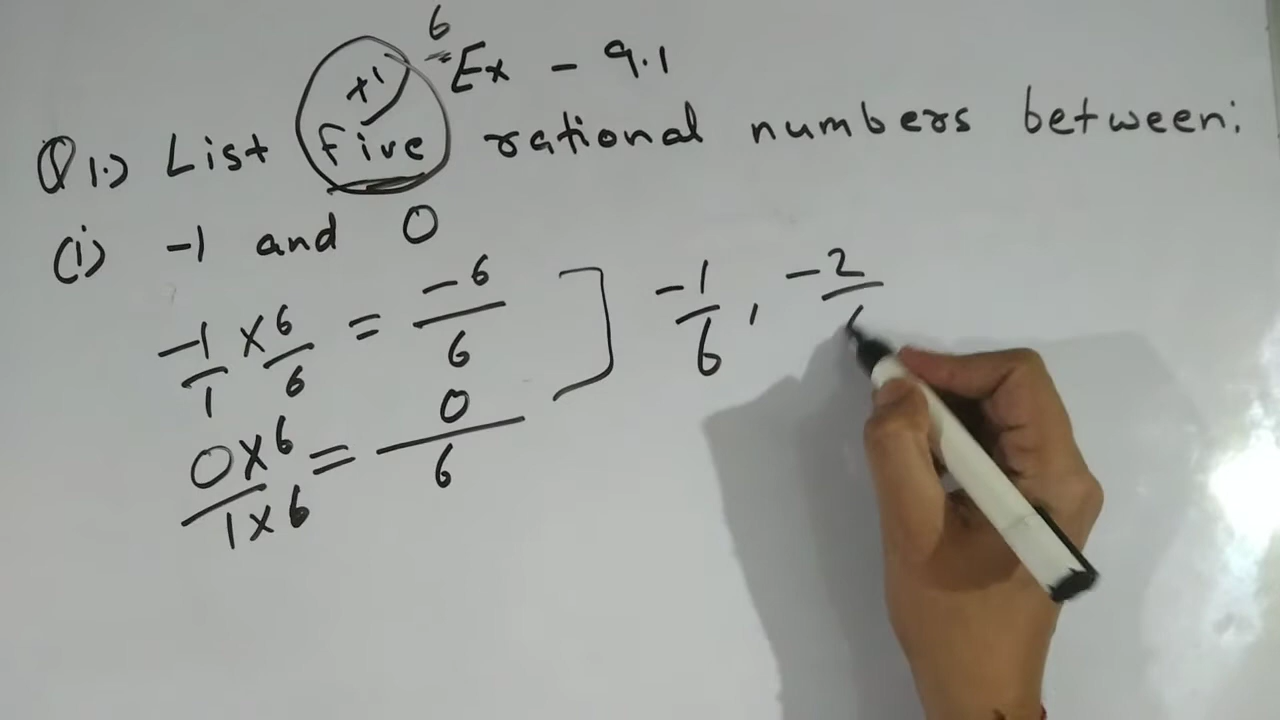 6
Ex - 9.1
+1
Q1.) List five rational numbers between:
(i) -1 and 0
-1/1 × 6/6 = -6/6 ] -1/6, -2/6
0×6/1×6 = 0/6